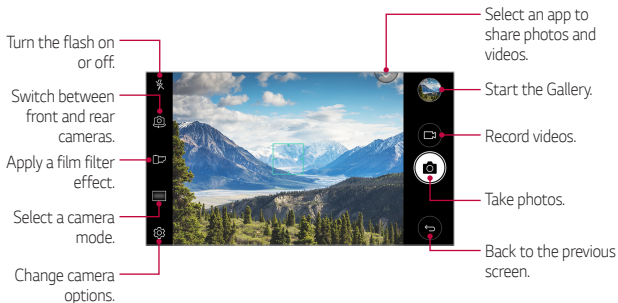 Turn the flash on
or off.
Switch between
front and rear
cameras.
Apply a film filter
effect.
Select a camera
mode.
Change camera
options.
Select an app to
share photos and
videos.
Start the Gallery.
Record videos.
Take photos.
Back to the previous
screen.